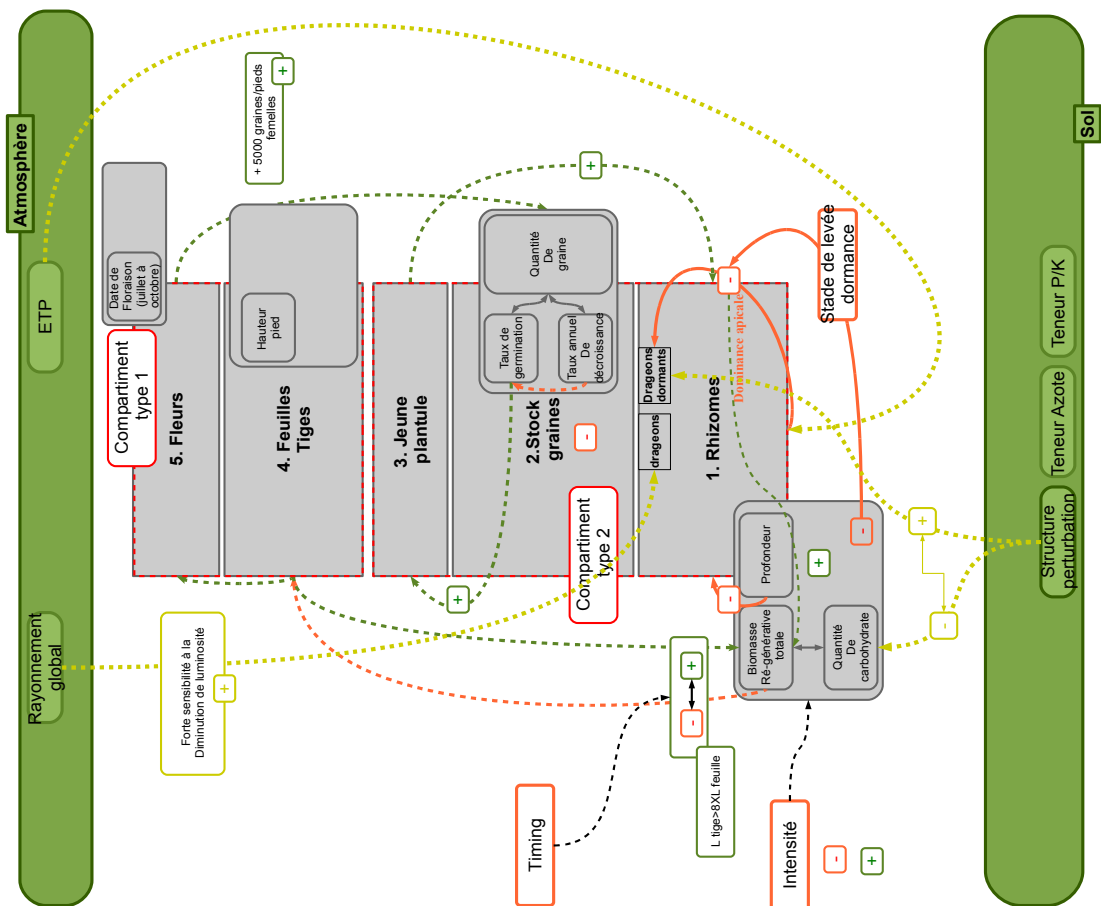 Atmosphère
Rayonnement
global
ETP
Forte sensibilité à la
Diminution de luminosité
+
+ 5000 graines/pieds
femelles
+
Compartiment
type 1
Date de
Floraison
(juillet à
octobre)
5. Fleurs
4. Feuilles
Tiges
Hauteur
pied
3. Jeune
plantule
+
+
2.Stock
graines
-
Taux de
germination
Taux annuel
De
décroissance
Quantité
De
graine
Compartiment
type 2
drageons
Drageons
dormants
1. Rhizomes
Dominance apicale
-
Stade de levée
dormance
Timing
-
+
L tige>8XL feuille
Biomasse
Ré-générative
totale
Profondeur
-
+
Quantité
De
carbohydrate
-
Intensité
-
+
-
+
Structure
perturbation
Teneur Azote
Teneur P/K
Sol